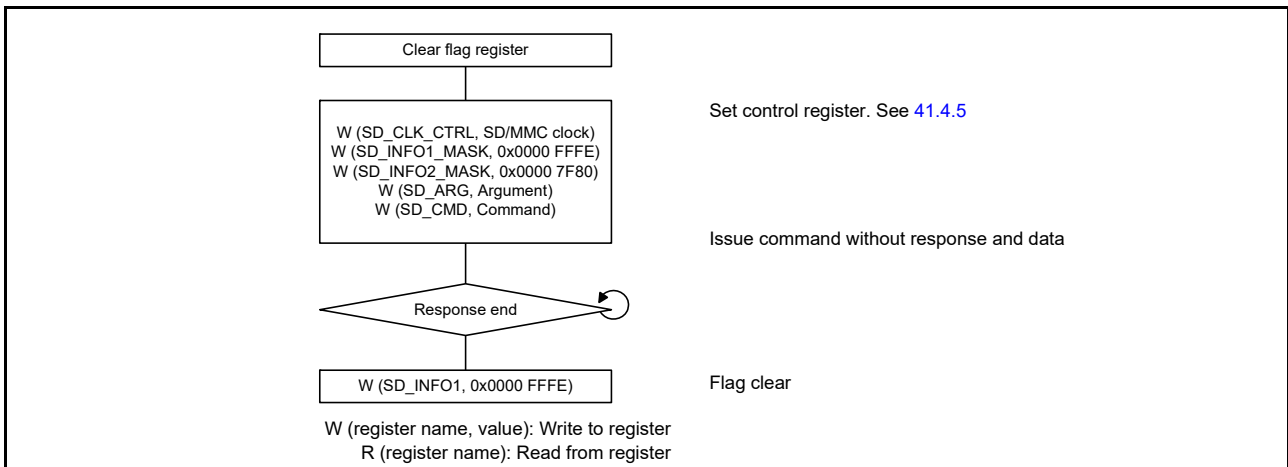 Clear flag register
Set control register. See 41.4.5
W (SD_CLK_CTRL, SD/MMC clock)
W (SD_INFO1_MASK, 0x0000 FFFE)
W (SD_INFO2_MASK, 0x0000 7F80)
W (SD_ARG, Argument)
W (SD_CMD, Command)
Issue command without response and data
Response end
W (SD_INFO1, 0x0000 FFFE)
Flag clear
W (register name, value): Write to register
R (register name): Read from register